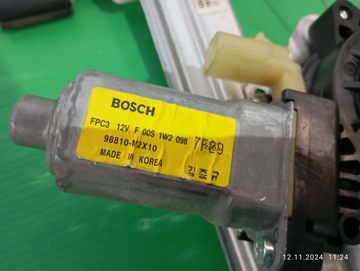 BOSCH
FPC3 12V F 00S 1W2 098
98810-M2X10
MADE IN KOREA
12.11.2024 11:24